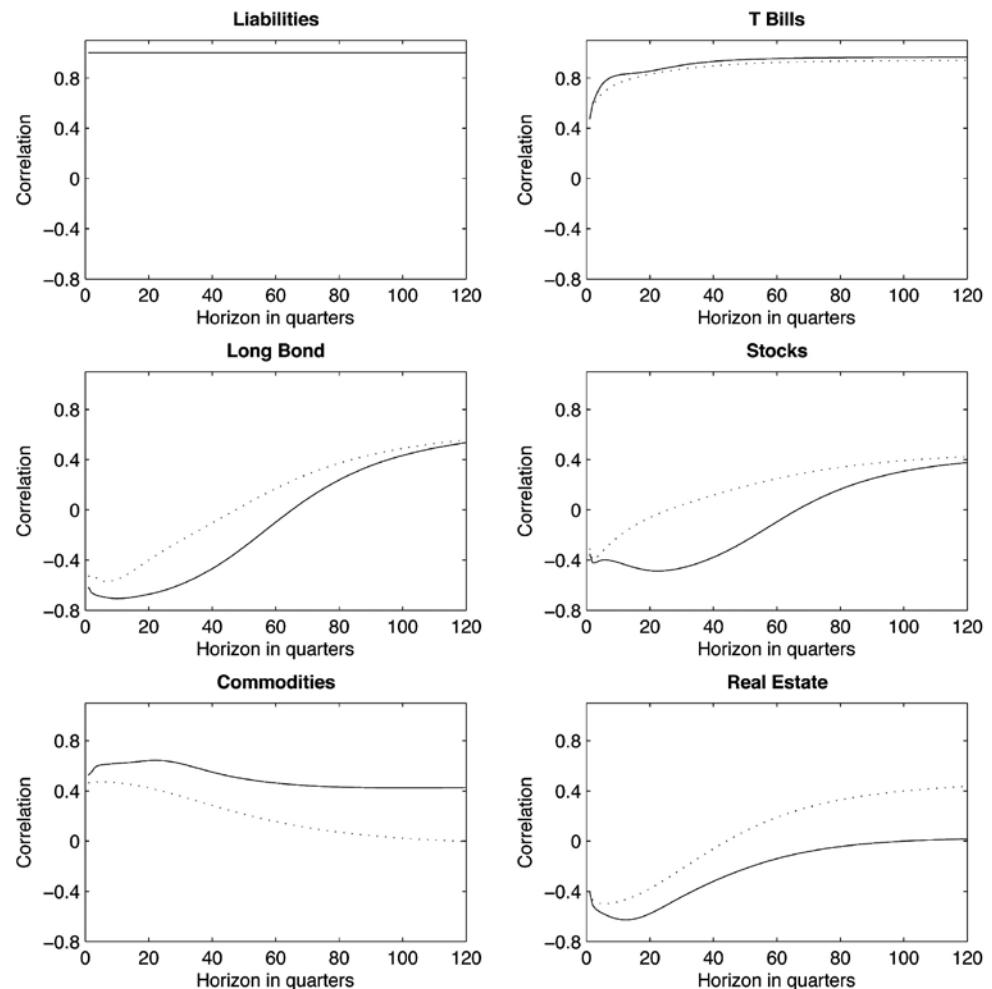 Liabilities
Correlation
0.8
0.4
0
−0.4
−0.8
0 20 40 60 80 100 120
Horizon in quarters
T Bills
Correlation
0.8
0.4
0
−0.4
−0.8
0 20 40 60 80 100 120
Horizon in quarters
Long Bond
Correlation
0.8
0.4
0
−0.4
−0.8
0 20 40 60 80 100 120
Horizon in quarters
Stocks
Correlation
0.8
0.4
0
−0.4
−0.8
0 20 40 60 80 100 120
Horizon in quarters
Commodities
Correlation
0.8
0.4
0
−0.4
−0.8
0 20 40 60 80 100 120
Horizon in quarters
Real Estate
Correlation
0.8
0.4
0
−0.4
−0.8
0 20 40 60 80 100 120
Horizon in quarters